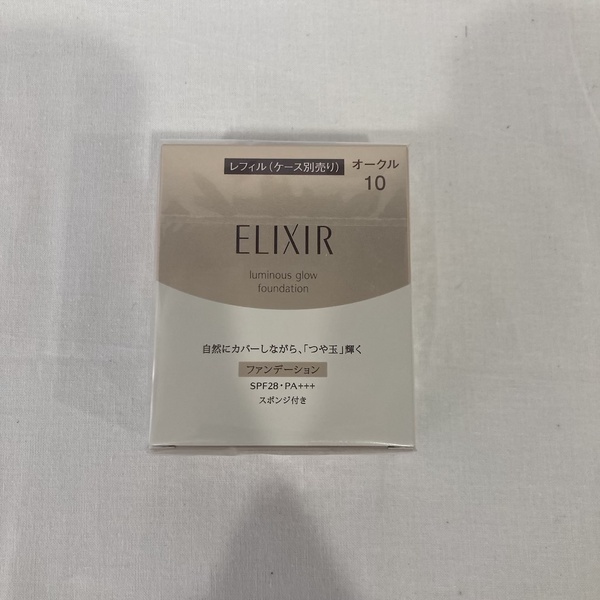 レフィル(ケース別売り)
オークル
10
ELIXIR
luminous glow
foundation
自然にカバーしながら、「つや玉」輝く
ファンデーション
SPF28・PA+++
スポンジ付き